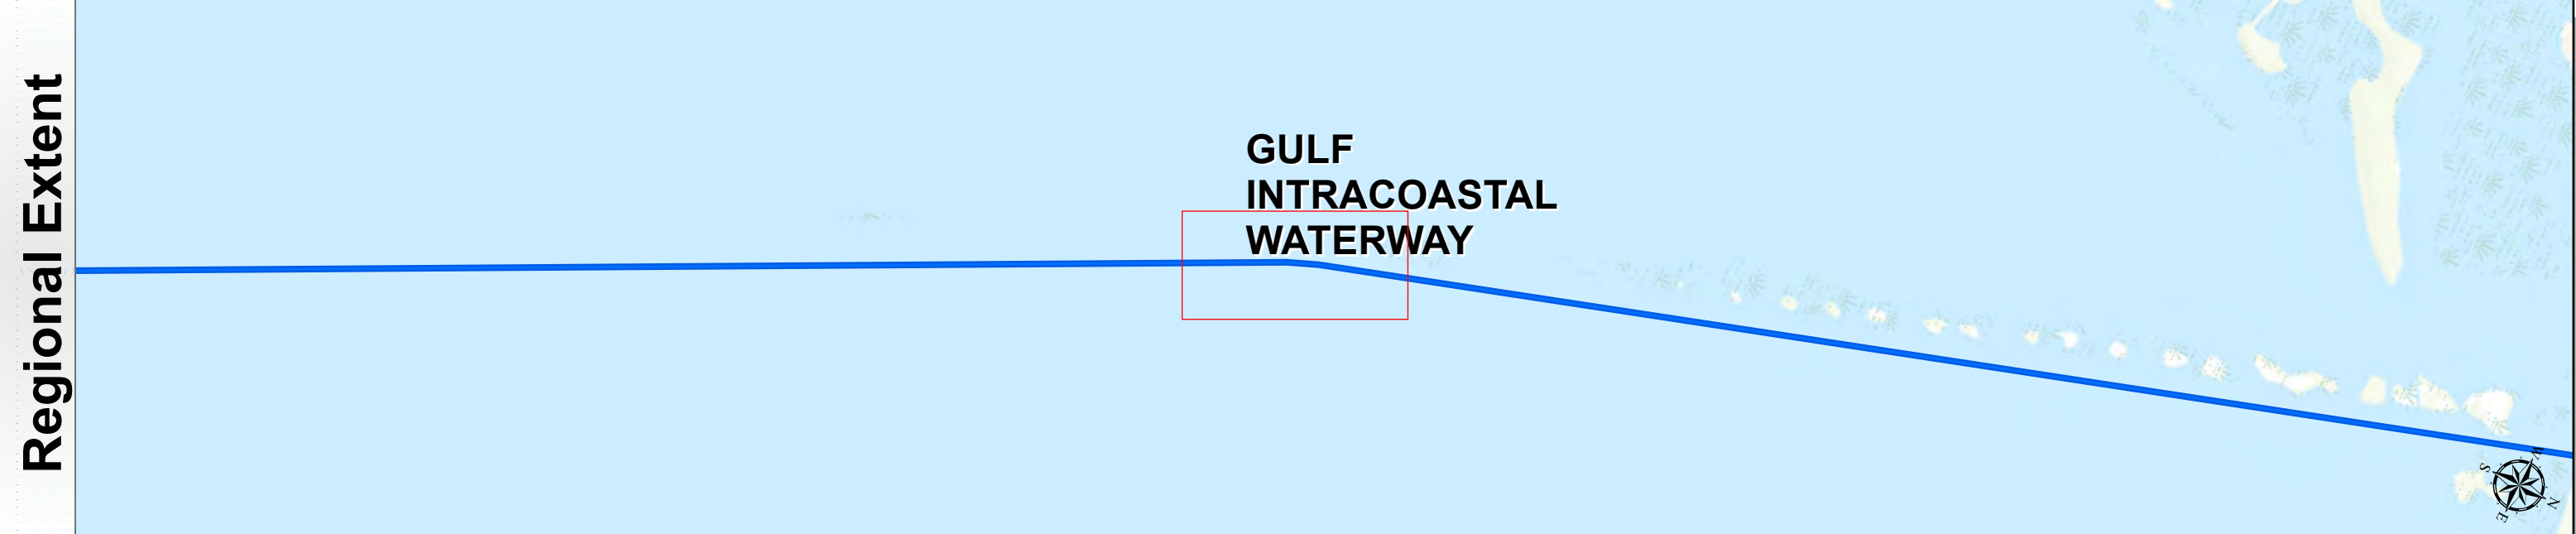 Regional Extent
GULF
INTRACOASTAL
WATERWAY
W
S
N
E